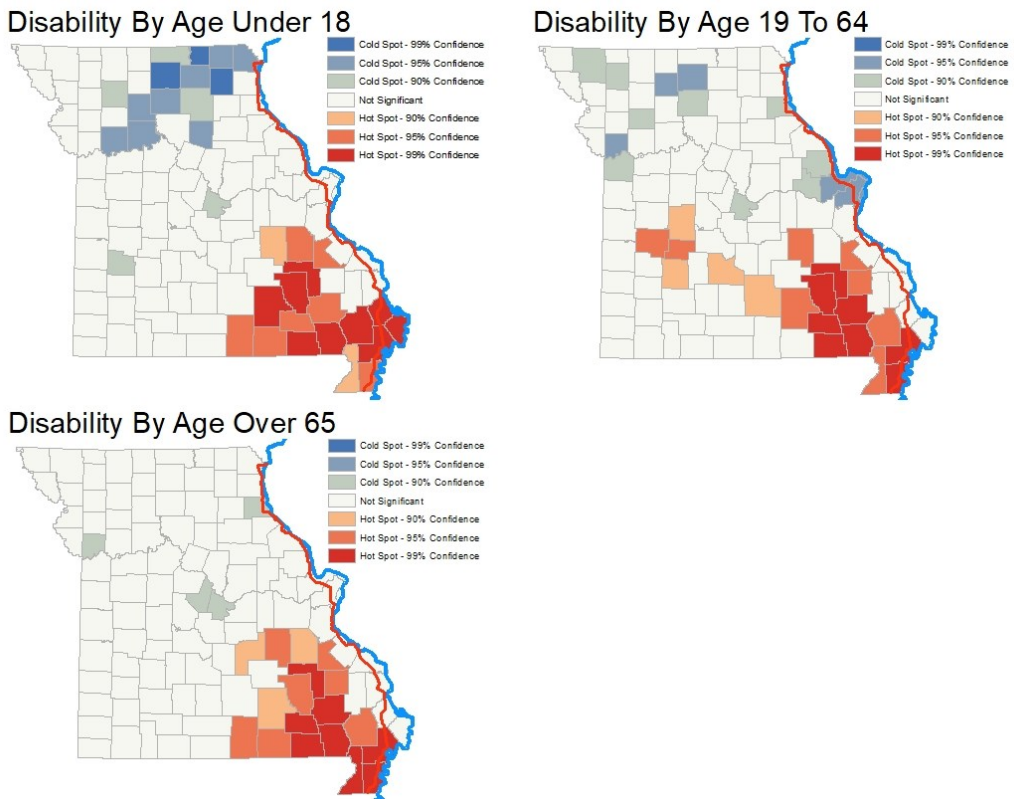 Disability By Age Under 18
Cold Spot - 99% Confidence
Cold Spot - 95% Confidence
Cold Spot - 90% Confidence
Not Significant
Hot Spot - 90% Confidence
Hot Spot - 95% Confidence
Hot Spot - 99% Confidence
Disability By Age 19 To 64
Cold Spot - 99% Confidence
Cold Spot - 95% Confidence
Cold Spot - 90% Confidence
Not Significant
Hot Spot - 90% Confidence
Hot Spot - 95% Confidence
Hot Spot - 99% Confidence
Disability By Age Over 65
Cold Spot - 99% Confidence
Cold Spot - 95% Confidence
Cold Spot - 90% Confidence
Not Significant
Hot Spot - 90% Confidence
Hot Spot - 95% Confidence
Hot Spot - 99% Confidence